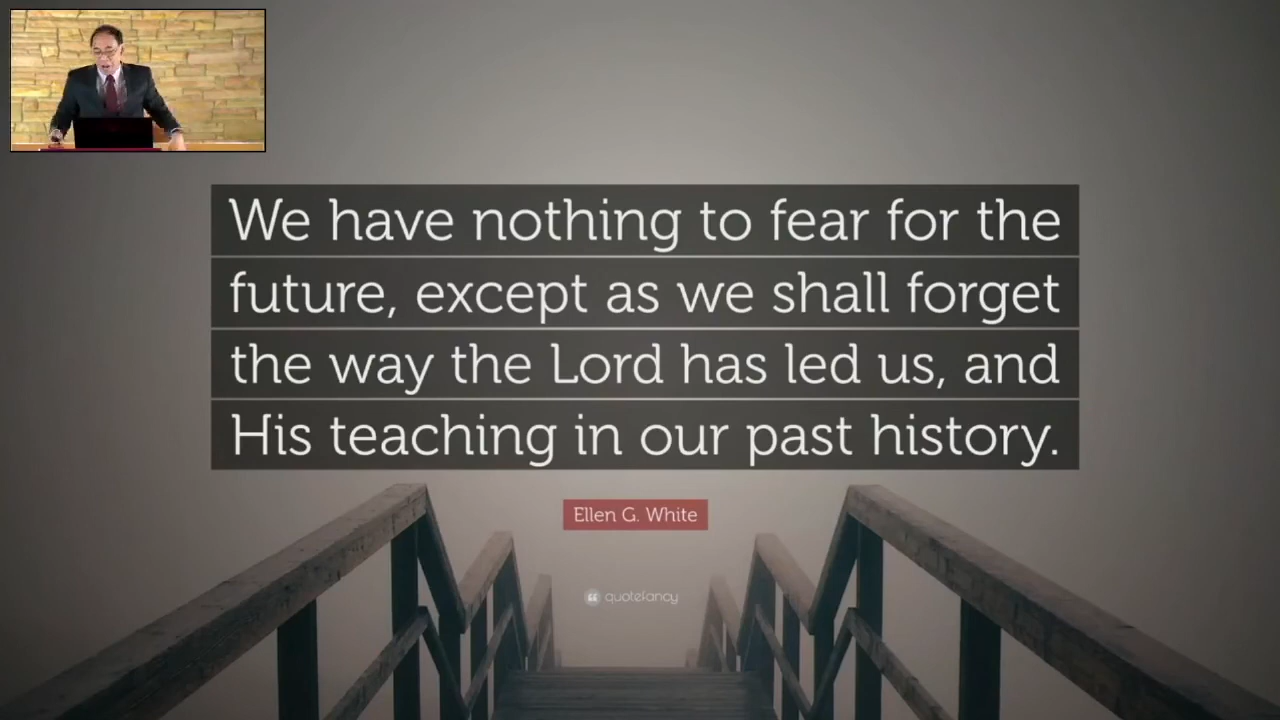 We have nothing to fear for the
future, except as we shall forget
the way the Lord has led us, and
His teaching in our past history.
Ellen G. White
quotefancy